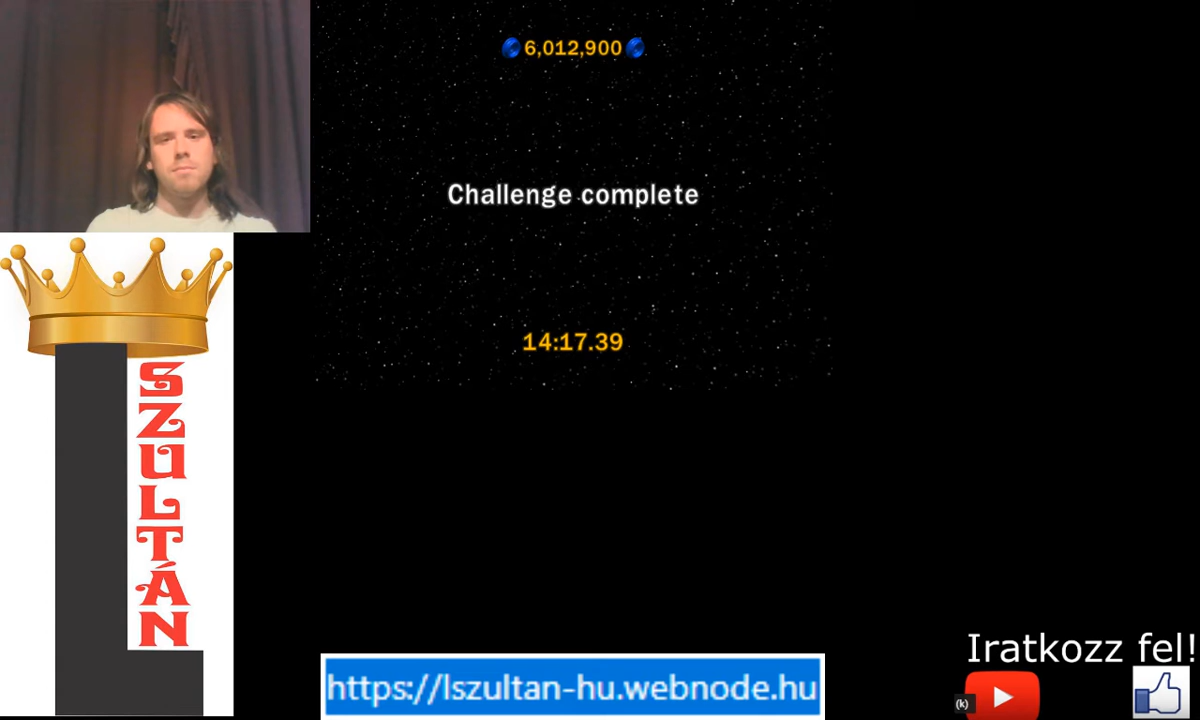 6,012,900
Challenge complete
14:17.39
SZULTÁN
https://lszultan-hu.webnode.hu
Iratkozz fel!
(k)